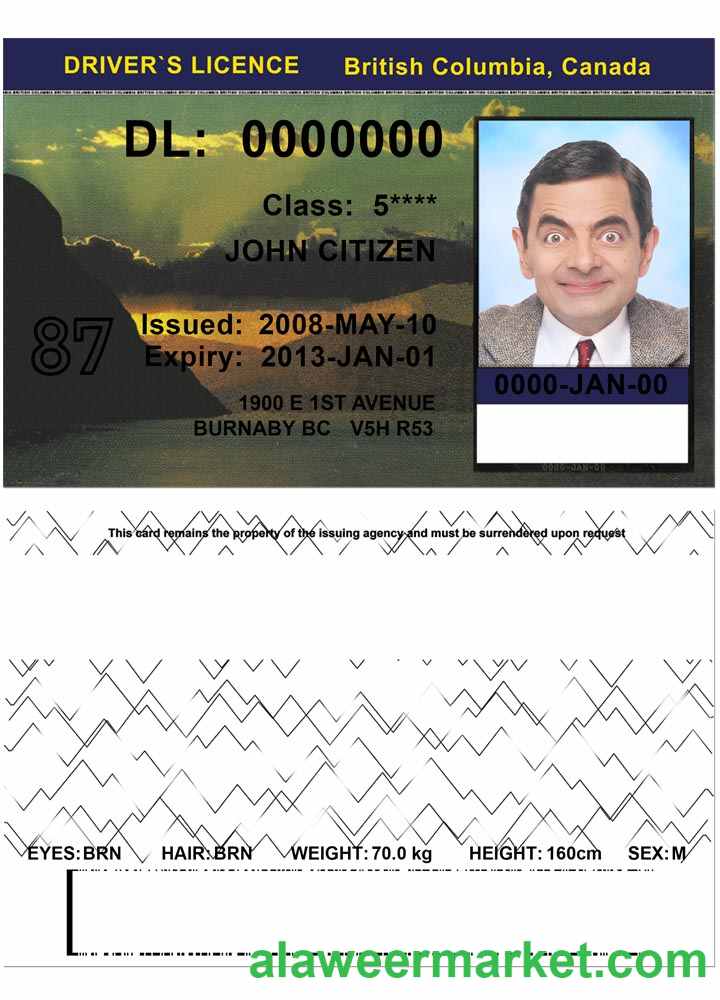 DRIVER`S LICENCE British Columbia, Canada
DL: 0000000
Class: 5****
JOHN CITIZEN
87
Issued: 2008-MAY-10
Expiry: 2013-JAN-01
0000-JAN-00
1900 E 1ST AVENUE
BURNABY BC V5H R53
0000-JAN-00
This card remains the property of the issuing agency and must be surrendered upon request
EYES:BRN HAIR:BRN WEIGHT:70.0 kg HEIGHT:160cm SEX:M
alaweermarket.com